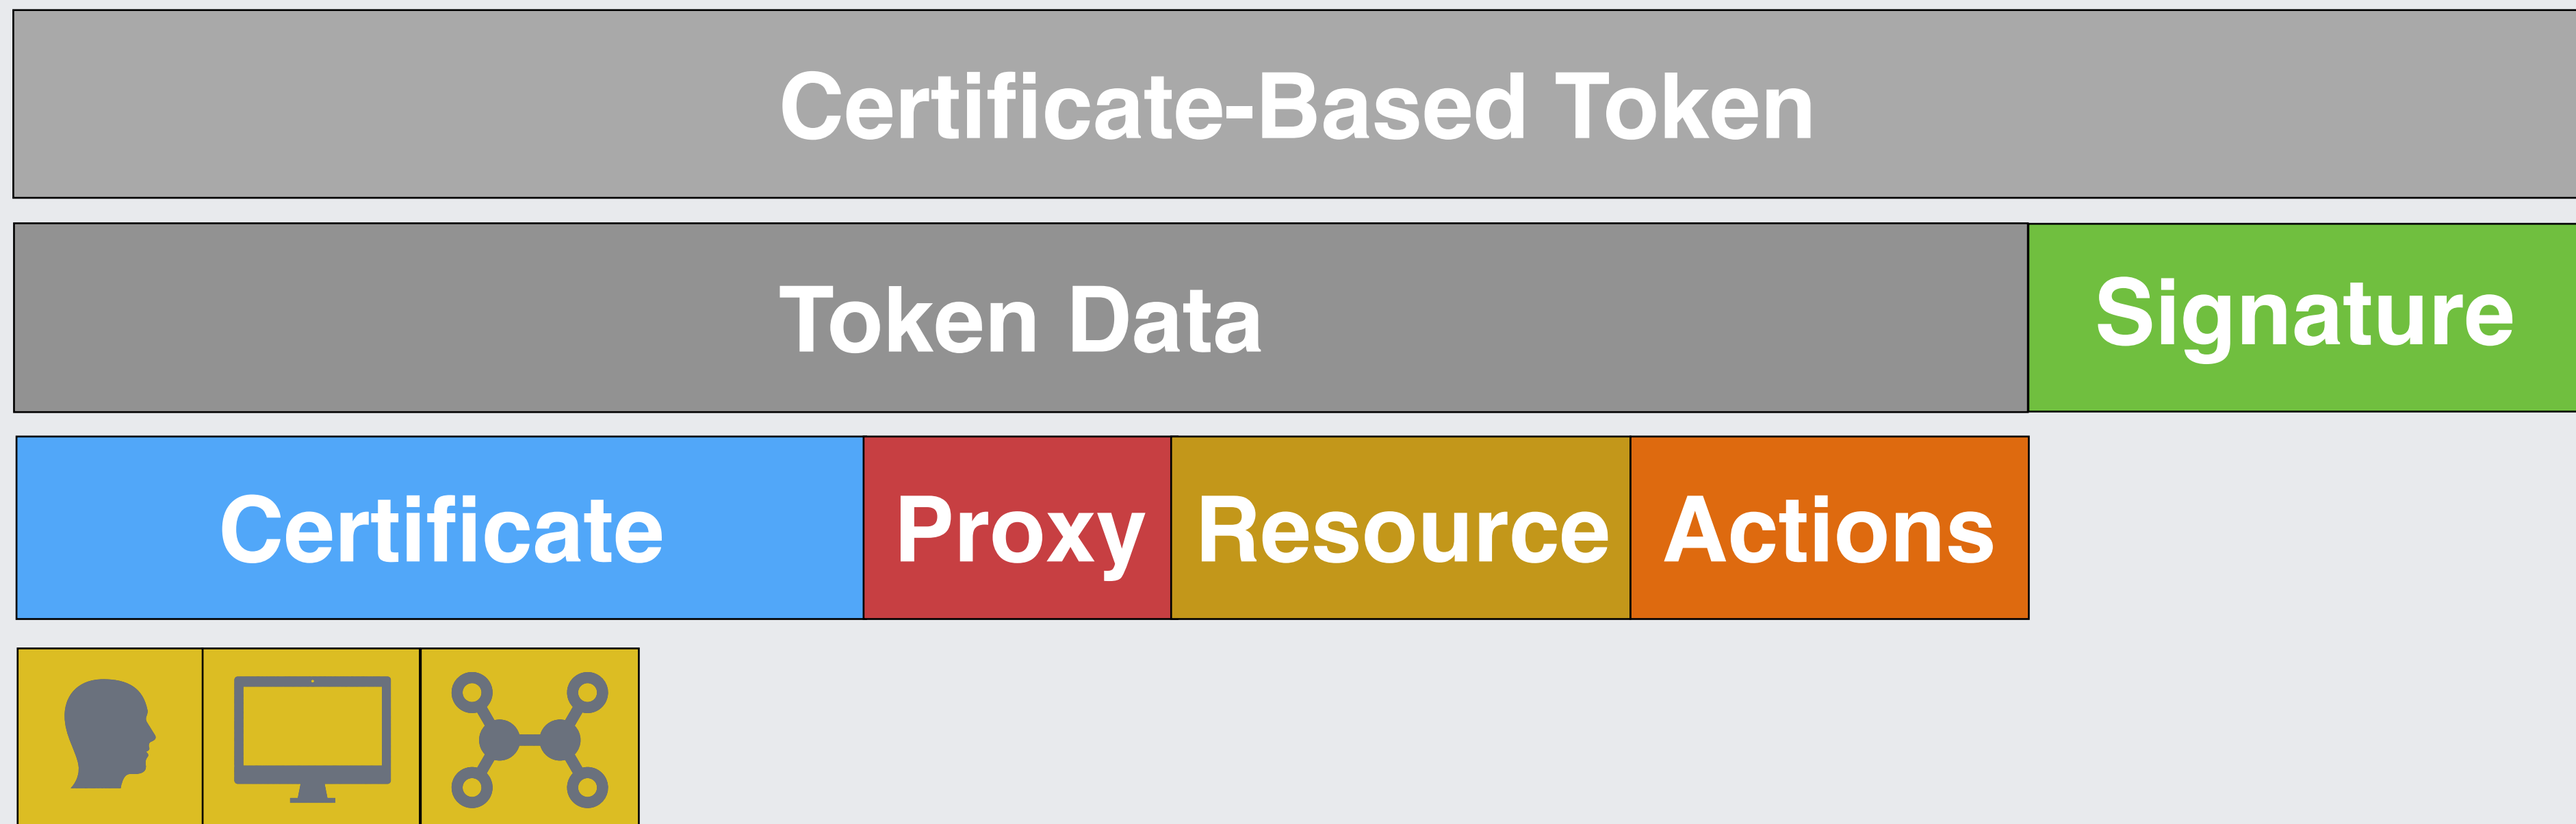 Certificate-Based Token
Token Data
Signature
Certificate
Proxy
Resource
Actions